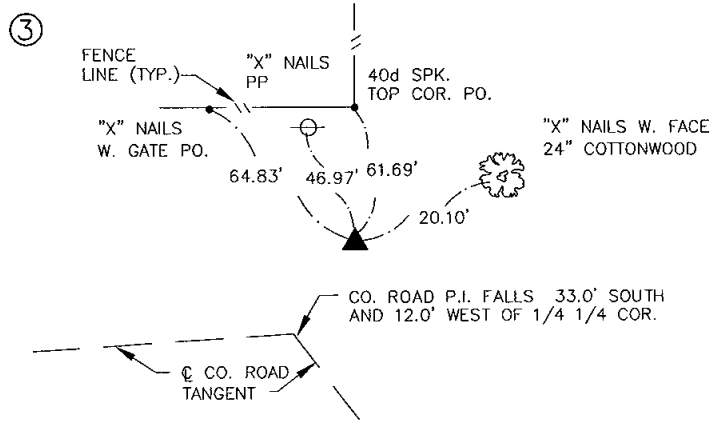 3
FENCE
LINE (TYP.)
"X" NAILS
PP
40d SPK.
TOP COR. PO.
"X" NAILS
W. GATE PO.
"X" NAILS W. FACE
24" COTTONWOOD
64.83'
46.97'
61.69'
20.10'
CO. ROAD P.I. FALLS 33.0' SOUTH
AND 12.0' WEST OF 1/4 1/4 COR.
℄ CO. ROAD
TANGENT